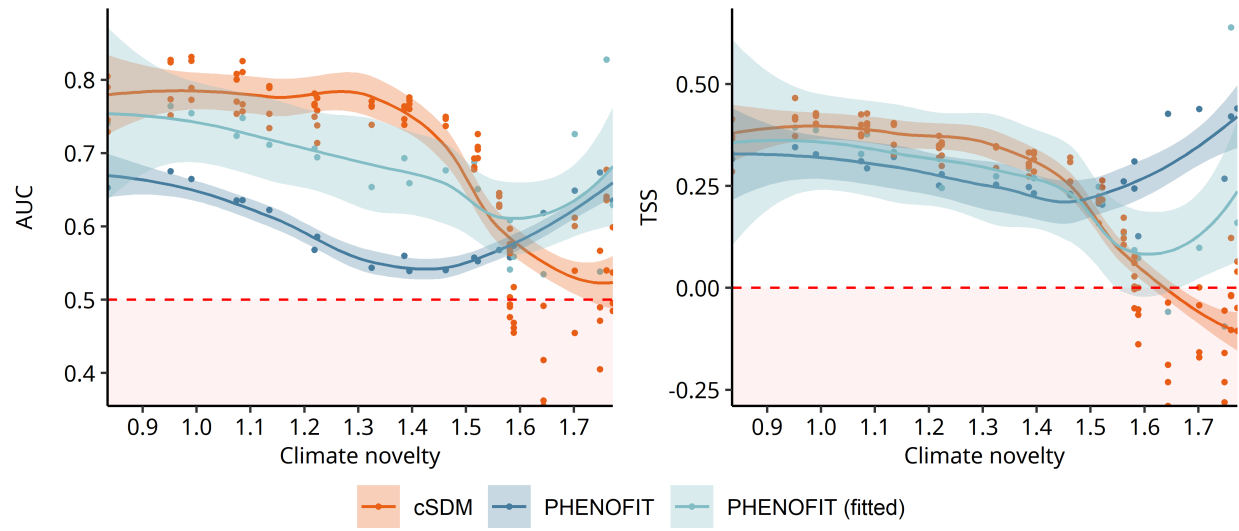 AUC
0.8
0.7
0.6
0.5
0.4
0.9 1.0 1.1 1.2 1.3 1.4 1.5 1.6 1.7
Climate novelty
TSS
0.50
0.25
0.00
-0.25
0.9 1.0 1.1 1.2 1.3 1.4 1.5 1.6 1.7
Climate novelty
cSDM PHENOFIT PHENOFIT (fitted)